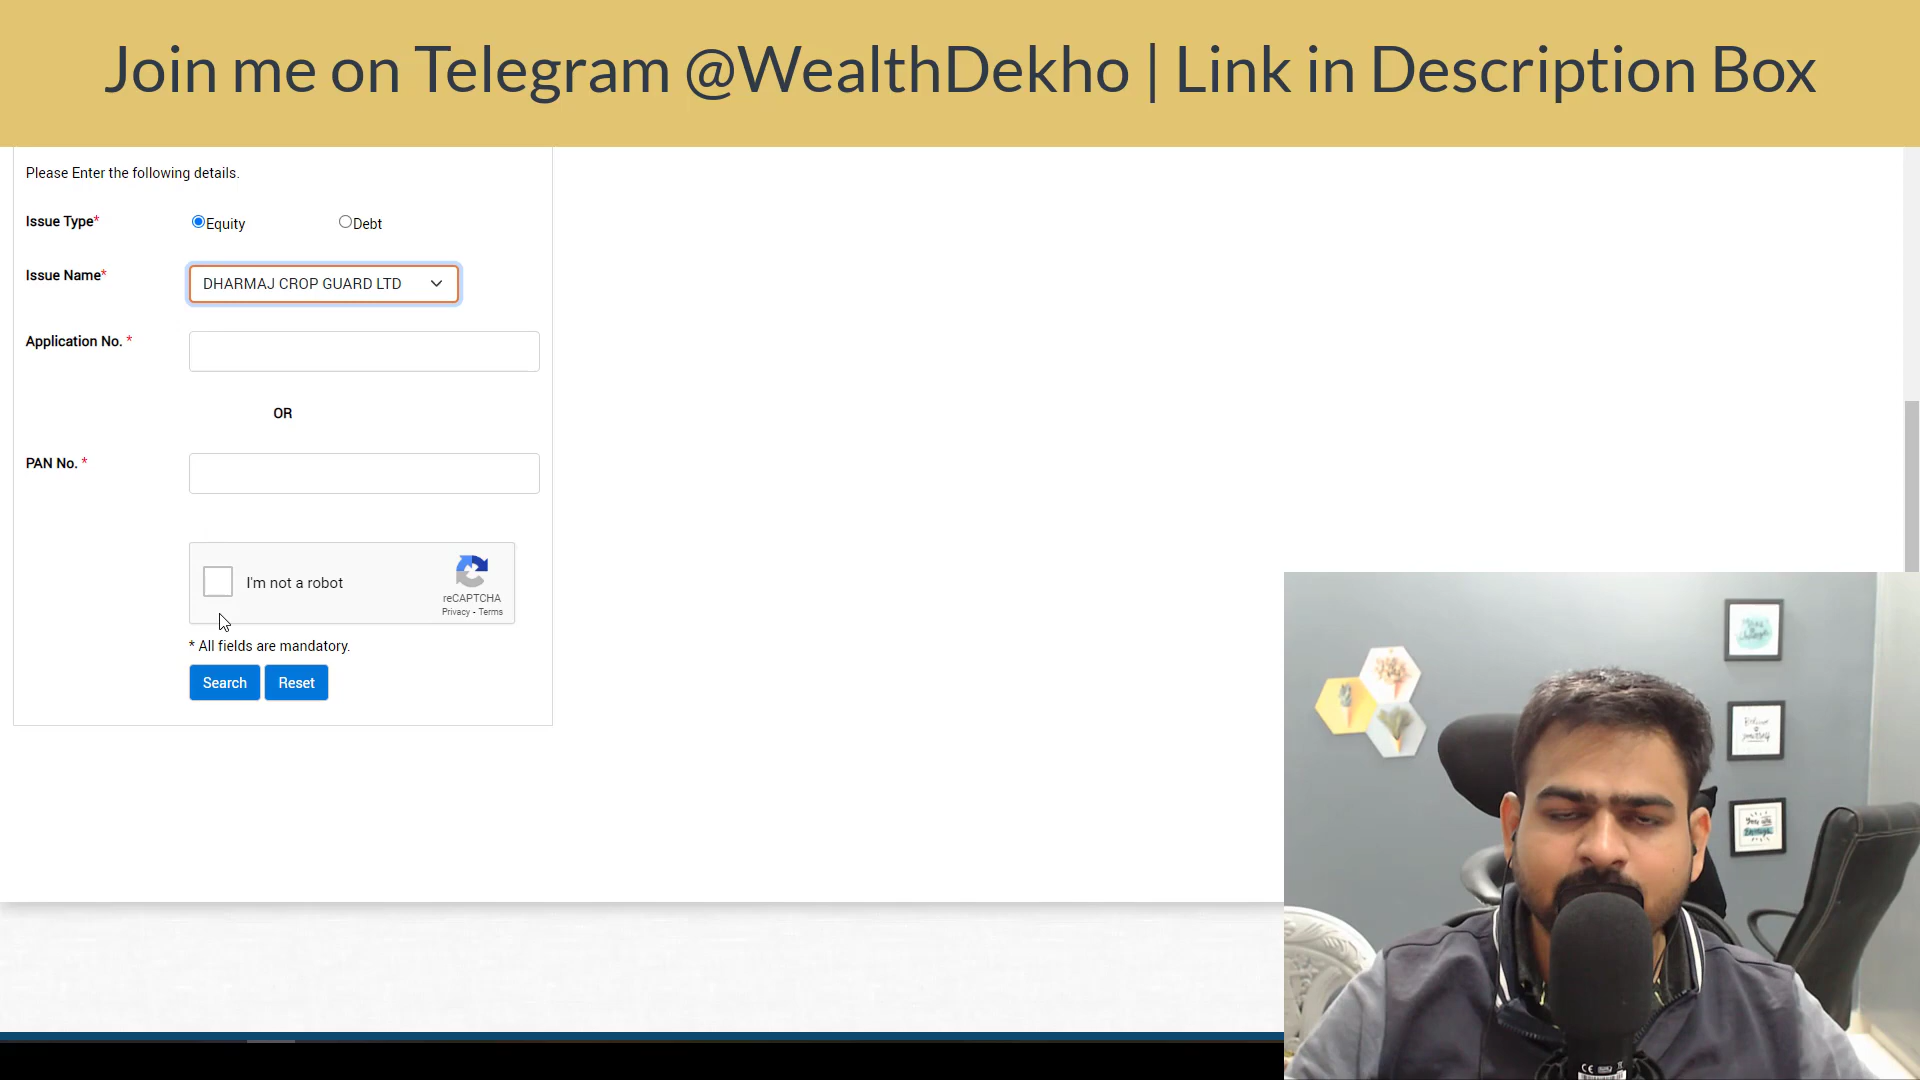 Join me on Telegram @WealthDekho | Link in Description Box
Please Enter the following details.
Issue Type*
Equity
Debt
Issue Name*
DHARMAJ CROP GUARD LTD
Application No. *
OR
PAN No. *
I'm not a robot
reCAPTCHA
Privacy - Terms
* All fields are mandatory.
Search
Reset